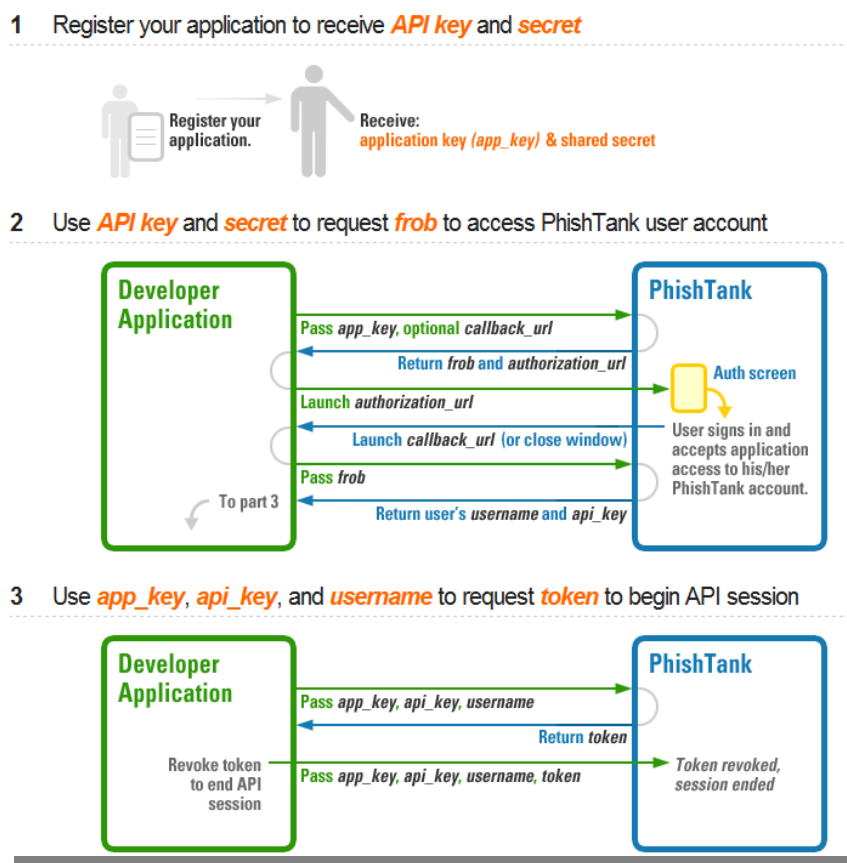 1 Register your application to receive API key and secret
Register your
application.
Receive:
application key (app_key) & shared secret
2 Use API key and secret to request frob to access PhishTank user account
Developer
Application
PhishTank
Pass app_key, optional callback_url
Return frob and authorization_url
Auth screen
Launch authorization_url
User signs in and
accepts application
access to his/her
PhishTank account.
Launch callback_url (or close window)
Pass frob
To part 3
Return user's username and api_key
3 Use app_key, api_key, and username to request token to begin API session
Developer
Application
PhishTank
Pass app_key, api_key, username
Return token
Revoke token
to end API
session
Pass app_key, api_key, username, token
Token revoked,
session ended